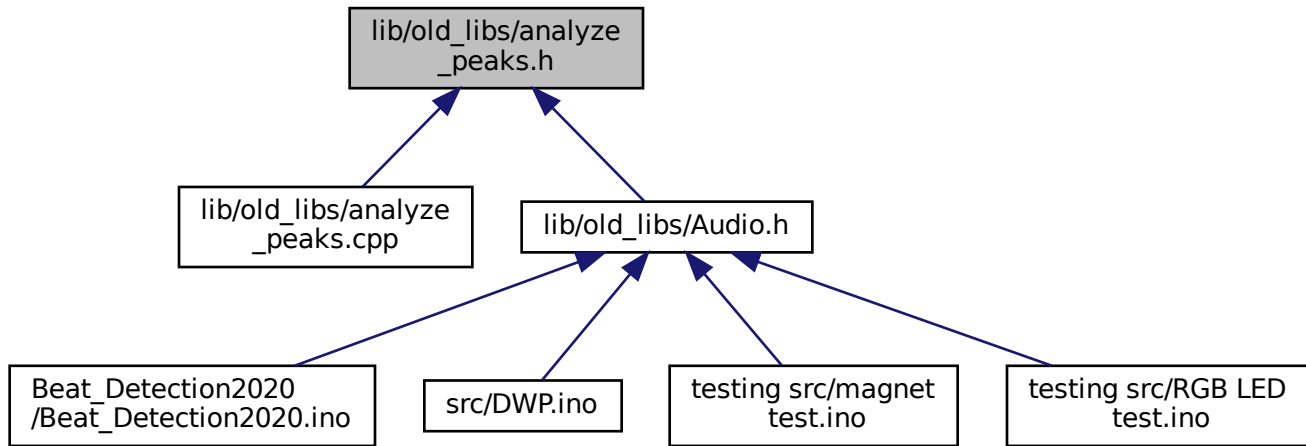 lib/old_libs/analyze
_peaks.h
lib/old_libs/analyze
_peaks.cpp
lib/old_libs/Audio.h
Beat_Detection2020
/Beat_Detection2020.ino
src/DWP.ino
testing src/magnet
test.ino
testing src/RGB LED
test.ino